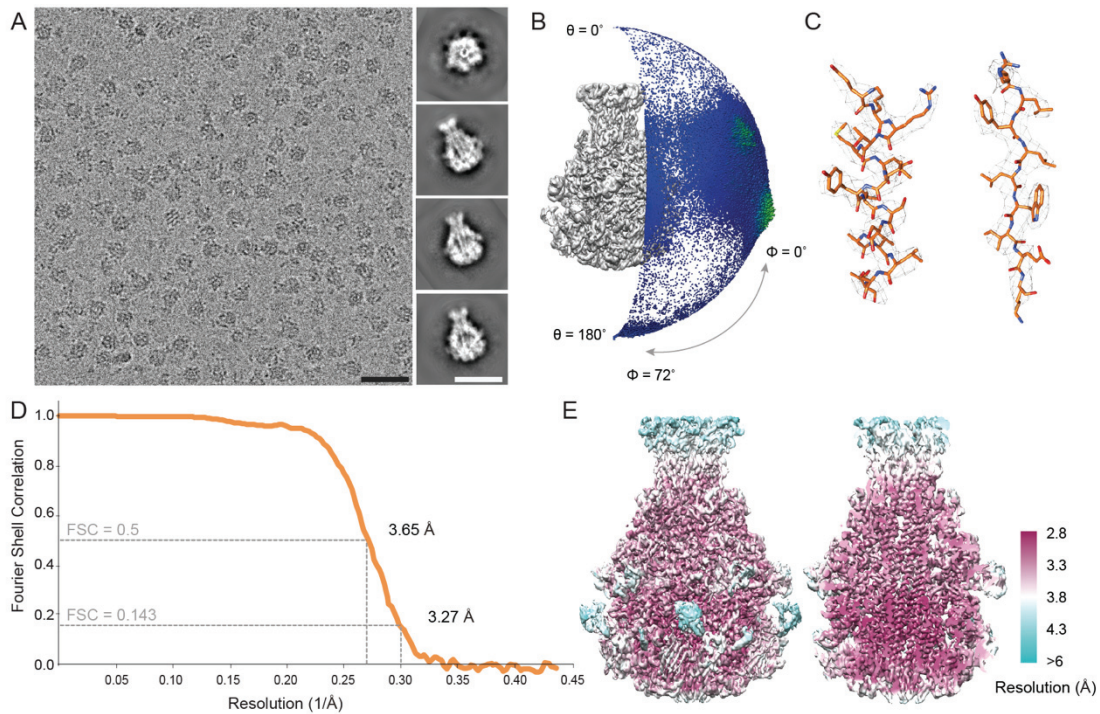 A
B
θ = 0˚
Φ = 0˚
θ = 180˚
Φ = 72˚
C
D
Fourier Shell Correlation
1.0
0.8
0.6
0.4
0.2
0.0
FSC = 0.5
3.65 Å
FSC = 0.143
3.27 Å
0.05
0.10
0.15
0.20
0.25
0.30
0.35
0.40
0.45
Resolution (1/Å)
E
2.8
3.3
3.8
4.3
>6
Resolution (Å)